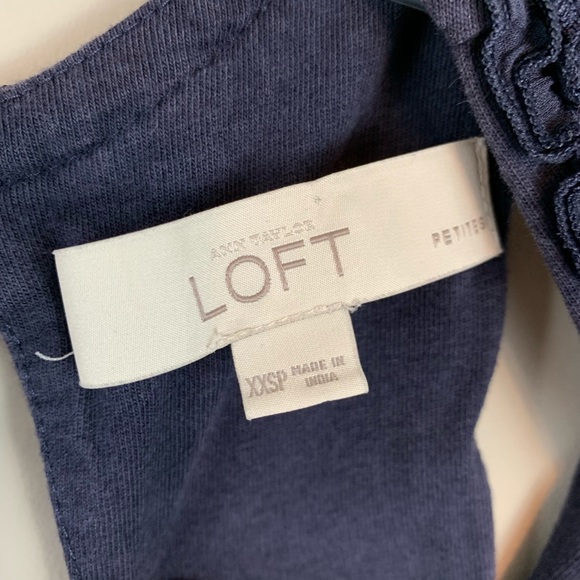 ANN TAYLOR
LOFT
PETITES
XXSP
MADE IN
INDIA